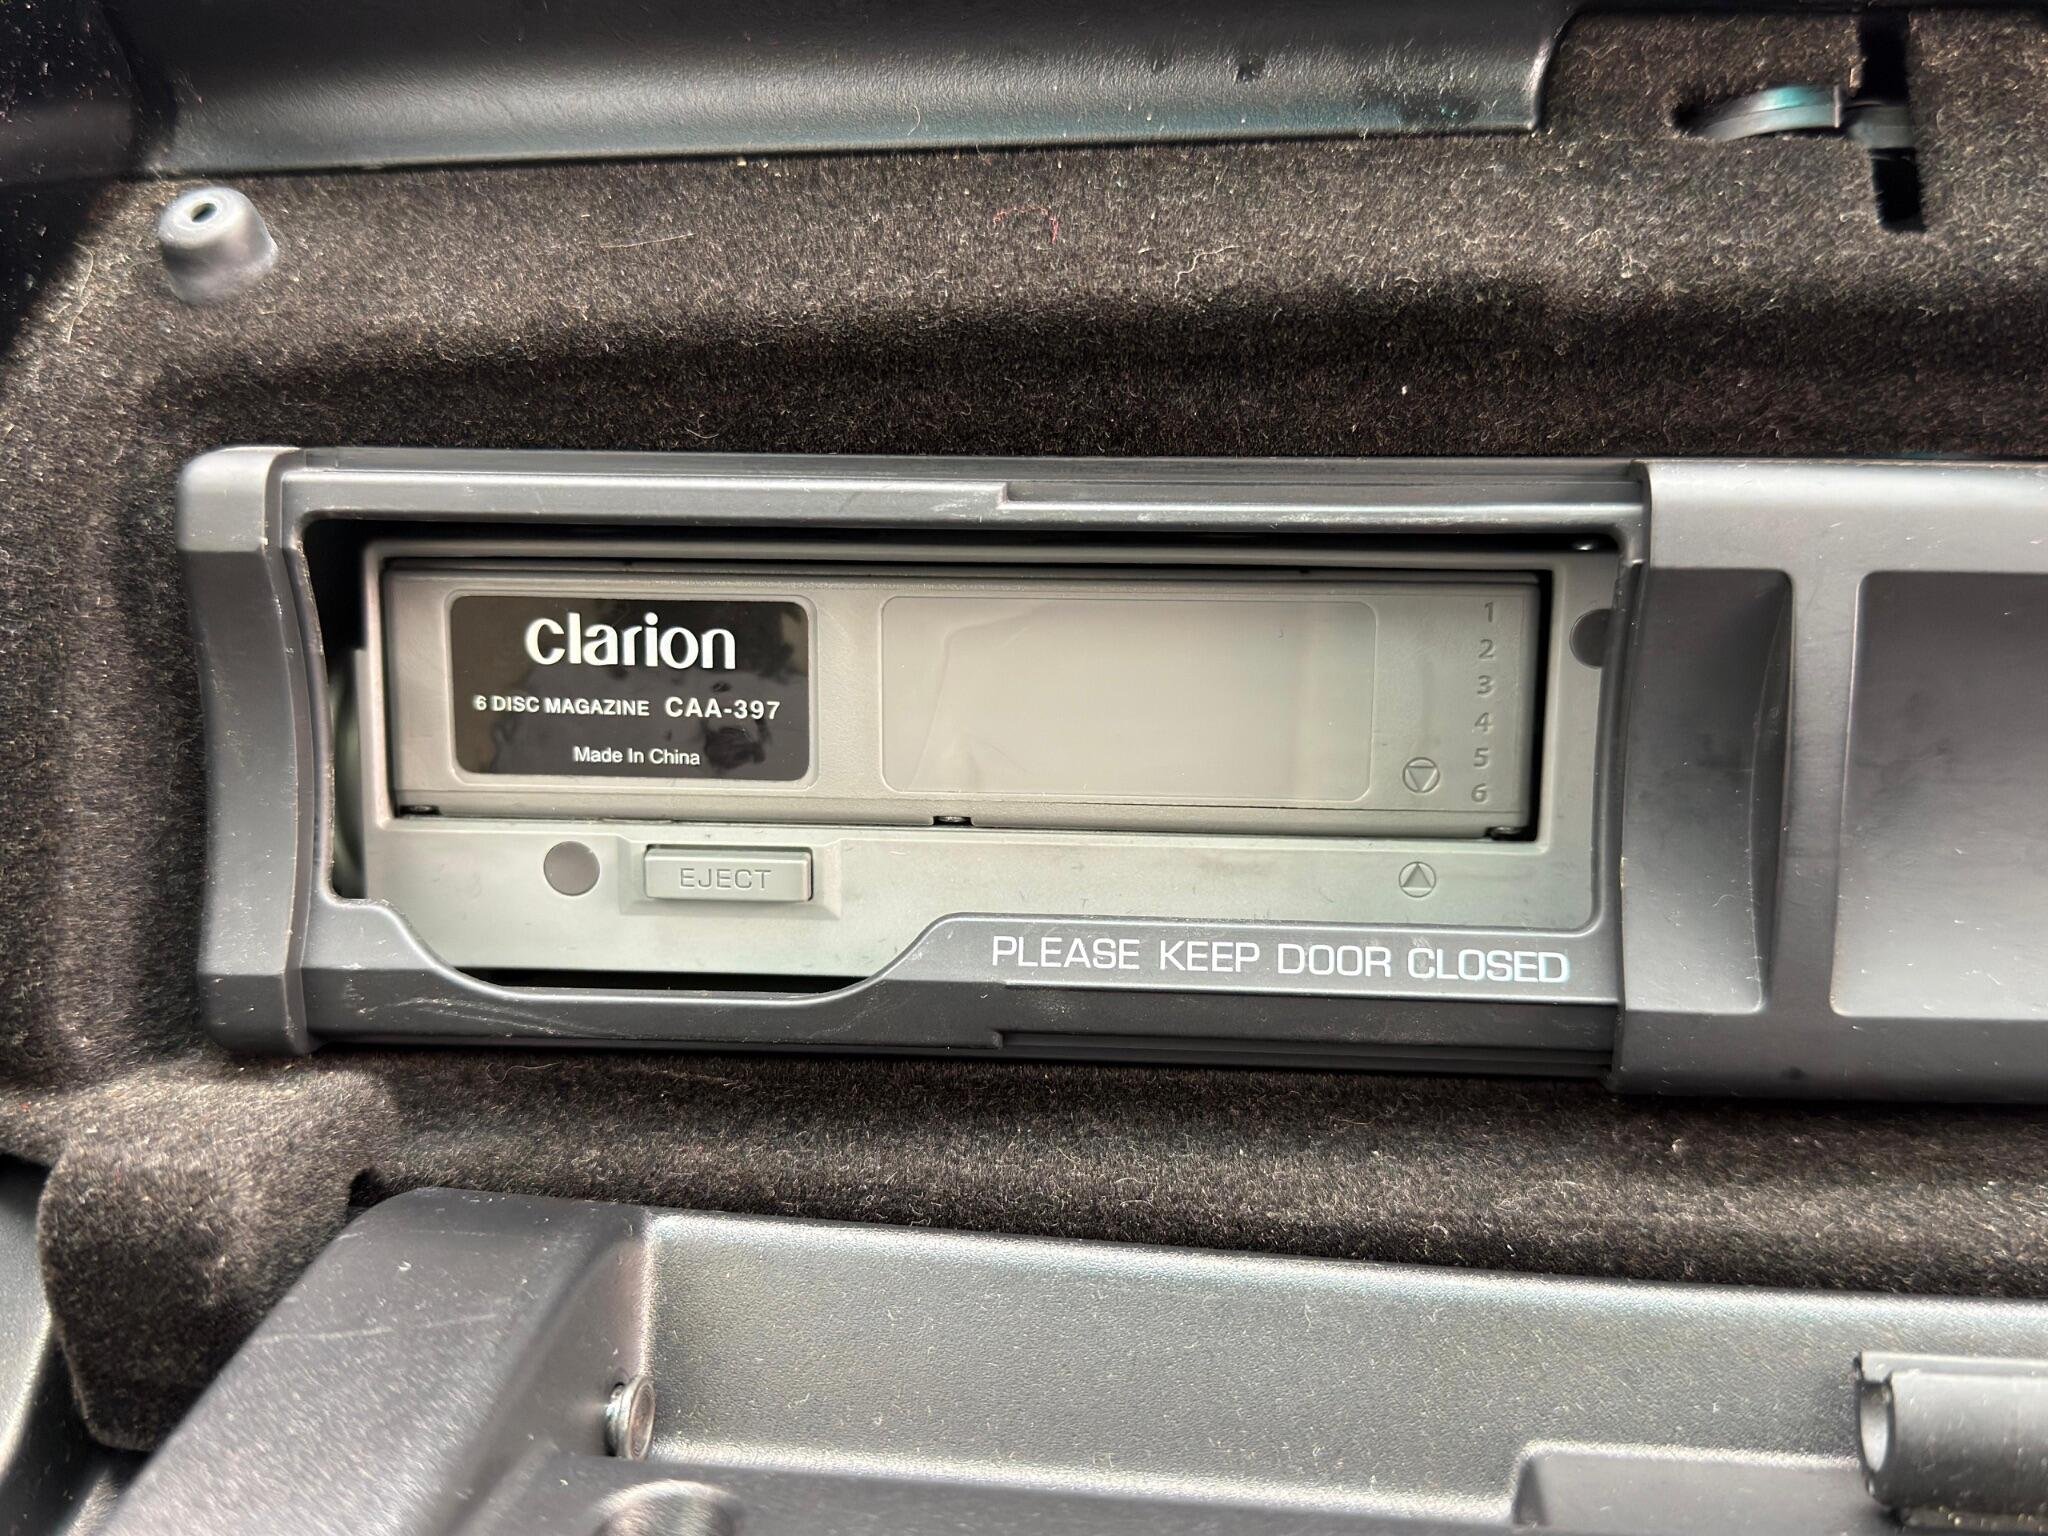 clarion
6 DISC MAGAZINE CAA-397
Made In China
1
2
3
4
5
6
EJECT
PLEASE KEEP DOOR CLOSED